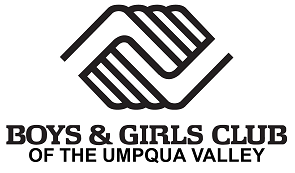 BOYS & GIRLS CLUB
OF THE UMPQUA VALLEY